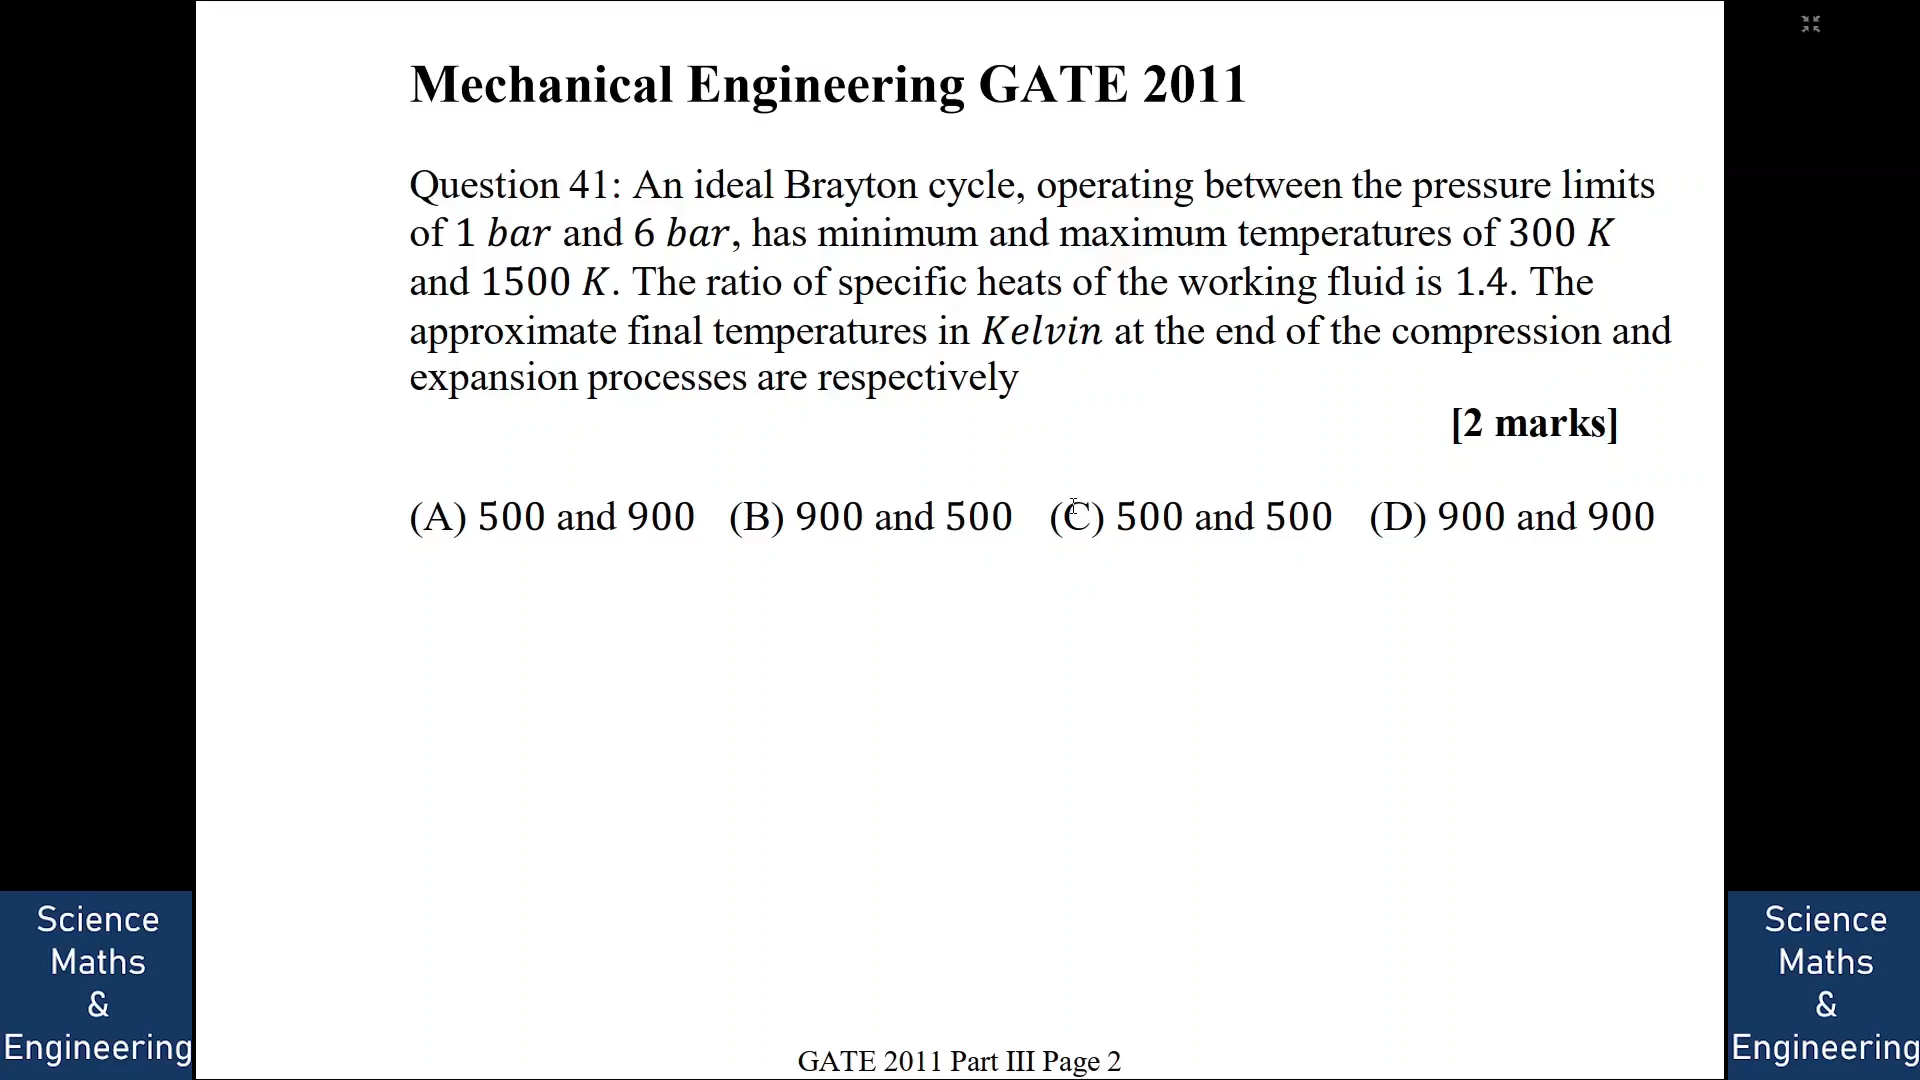 Mechanical Engineering GATE 2011
Question 41: An ideal Brayton cycle, operating between the pressure limits
of 1 bar and 6 bar, has minimum and maximum temperatures of 300 K
and 1500 K. The ratio of specific heats of the working fluid is 1.4. The
approximate final temperatures in Kelvin at the end of the compression and
expansion processes are respectively
[2 marks]
(A) 500 and 900 (B) 900 and 500 (C) 500 and 500 (D) 900 and 900
Science
Maths
&
Engineering
Science
Maths
&
Engineering
GATE 2011 Part III Page 2